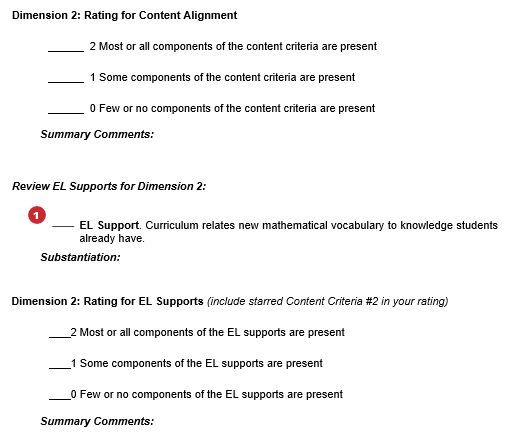 Dimension 2: Rating for Content Alignment
______ 2 Most or all components of the content criteria are present
______ 1 Some components of the content criteria are present
______ 0 Few or no components of the content criteria are present
Summary Comments:
Review EL Supports for Dimension 2:
1
____ EL Support. Curriculum relates new mathematical vocabulary to knowledge students
already have.
Substantiation:
Dimension 2: Rating for EL Supports (include starred Content Criteria #2 in your rating)
____2 Most or all components of the EL supports are present
____1 Some components of the EL supports are present
____0 Few or no components of the EL supports are present
Summary Comments: